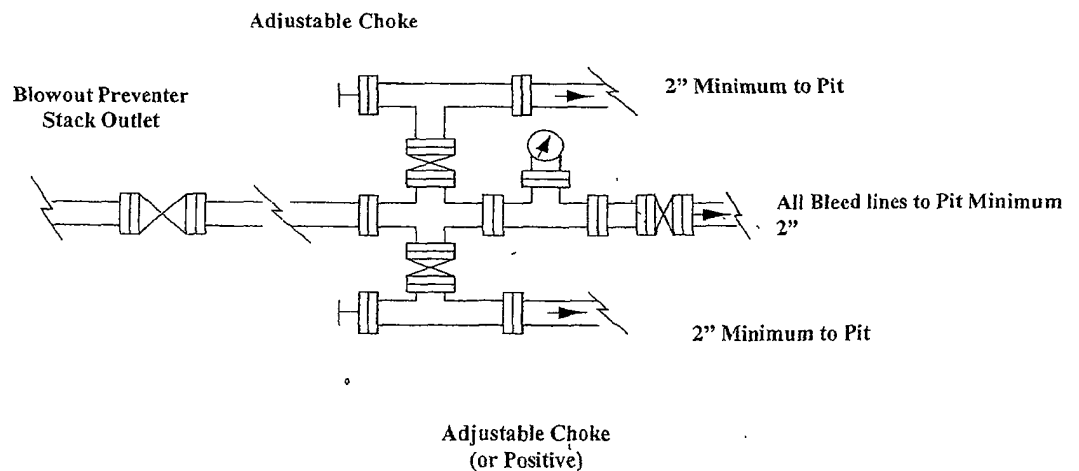 Adjustable Choke
Blowout Preventer
Stack Outlet
2” Minimum to Pit
All Bleed lines to Pit Minimum
2”
2” Minimum to Pit
Adjustable Choke
(or Positive)